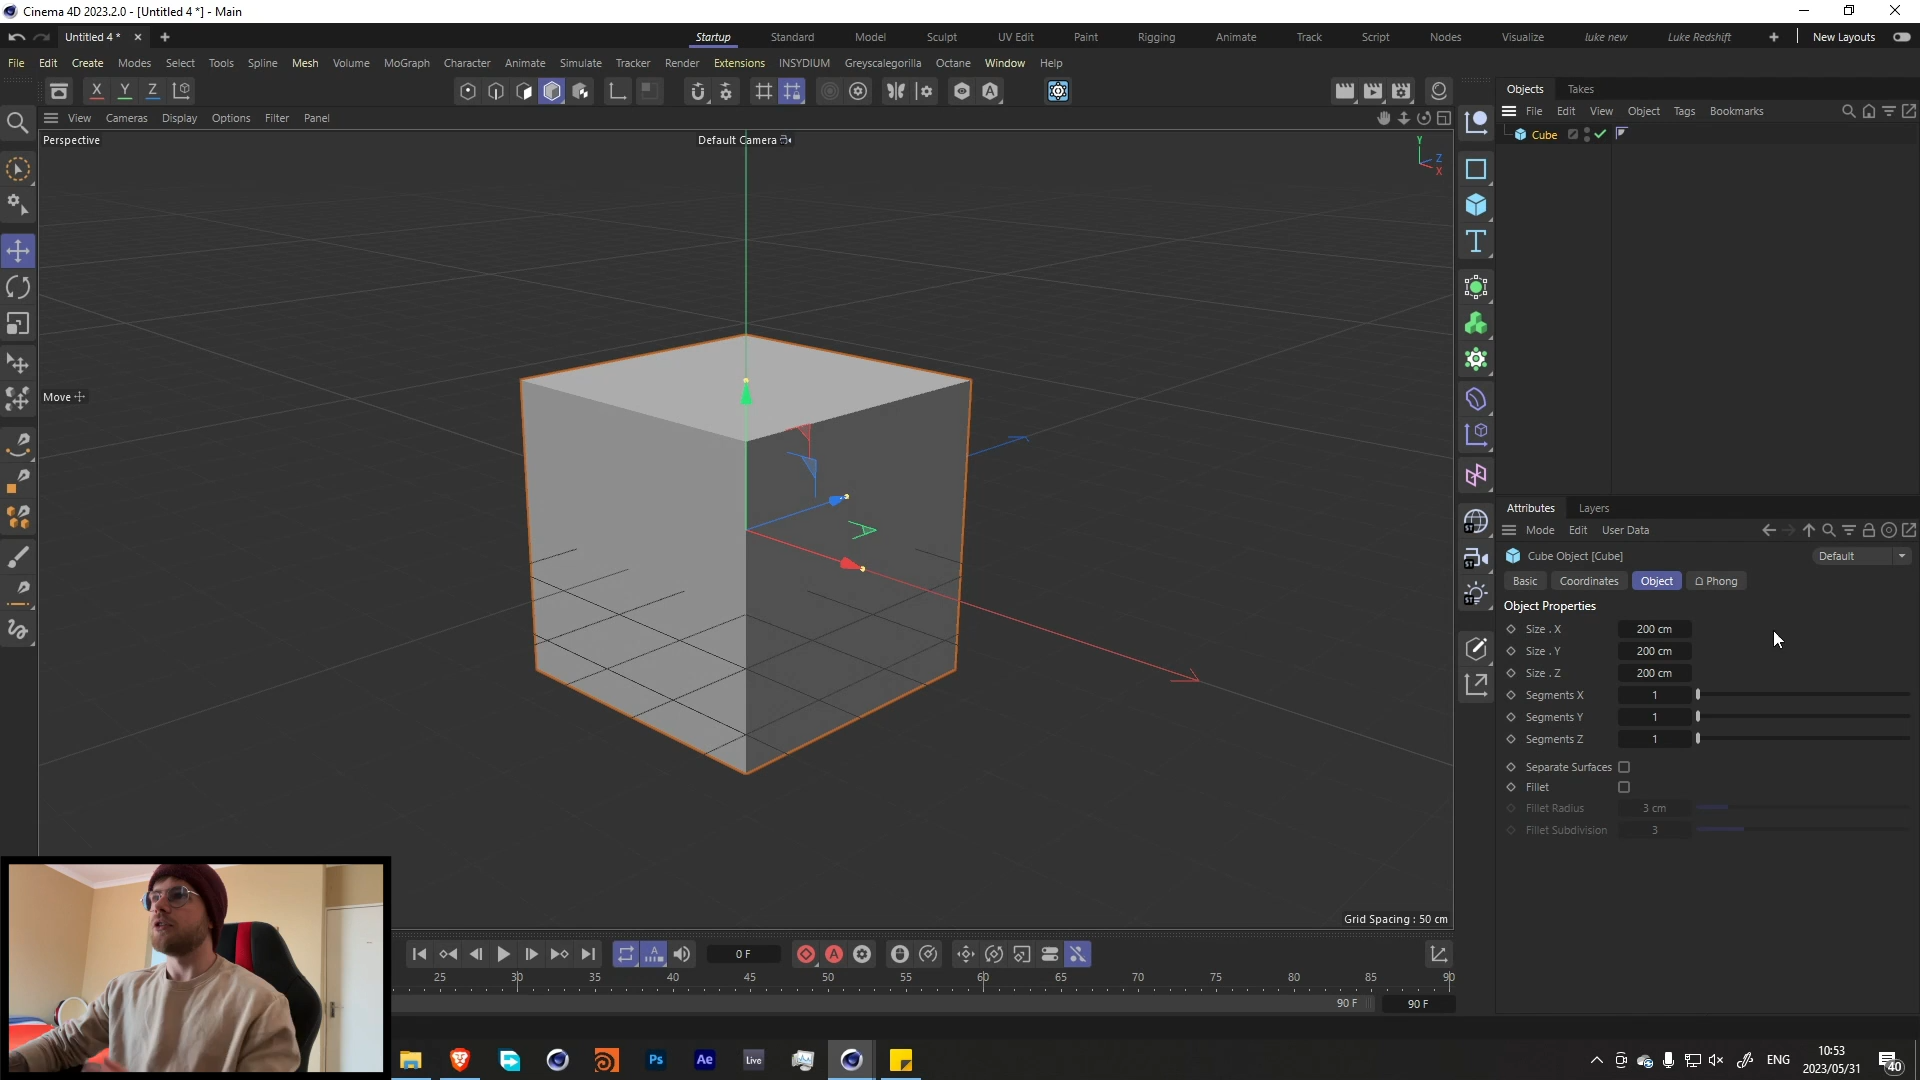 Cinema 4D 2023.2.0 - [Untitled 4 *] - Main
Untitled 4 *
Startup Standard Model Sculpt UV Edit Paint Rigging Animate Track Script Nodes Visualize luke new Luke Redshift New Layouts
File Edit Create Modes Select Tools Spline Mesh Volume MoGraph Character Animate Simulate Tracker Render Extensions INSYDIUM Greyscalegorilla Octane Window Help
X Y Z
View Cameras Display Options Filter Panel
Perspective
Default Camera
Y
Z
X
Move
Grid Spacing : 50 cm
Objects Takes
File Edit View Object Tags Bookmarks
Cube
Attributes Layers
Mode Edit User Data
Cube Object [Cube]
Default
Basic Coordinates Object Phong
Object Properties
Size . X 200 cm
Size . Y 200 cm
Size . Z 200 cm
Segments X 1
Segments Y 1
Segments Z 1
Separate Surfaces
Fillet
Fillet Radius 3 cm
Fillet Subdivision 3
0 F
25 30 35 40 45 50 55 60 65 70 75 80 85 90
90 F 90 F
Ps Ae Live
ENG
10:53
2023/05/31
40